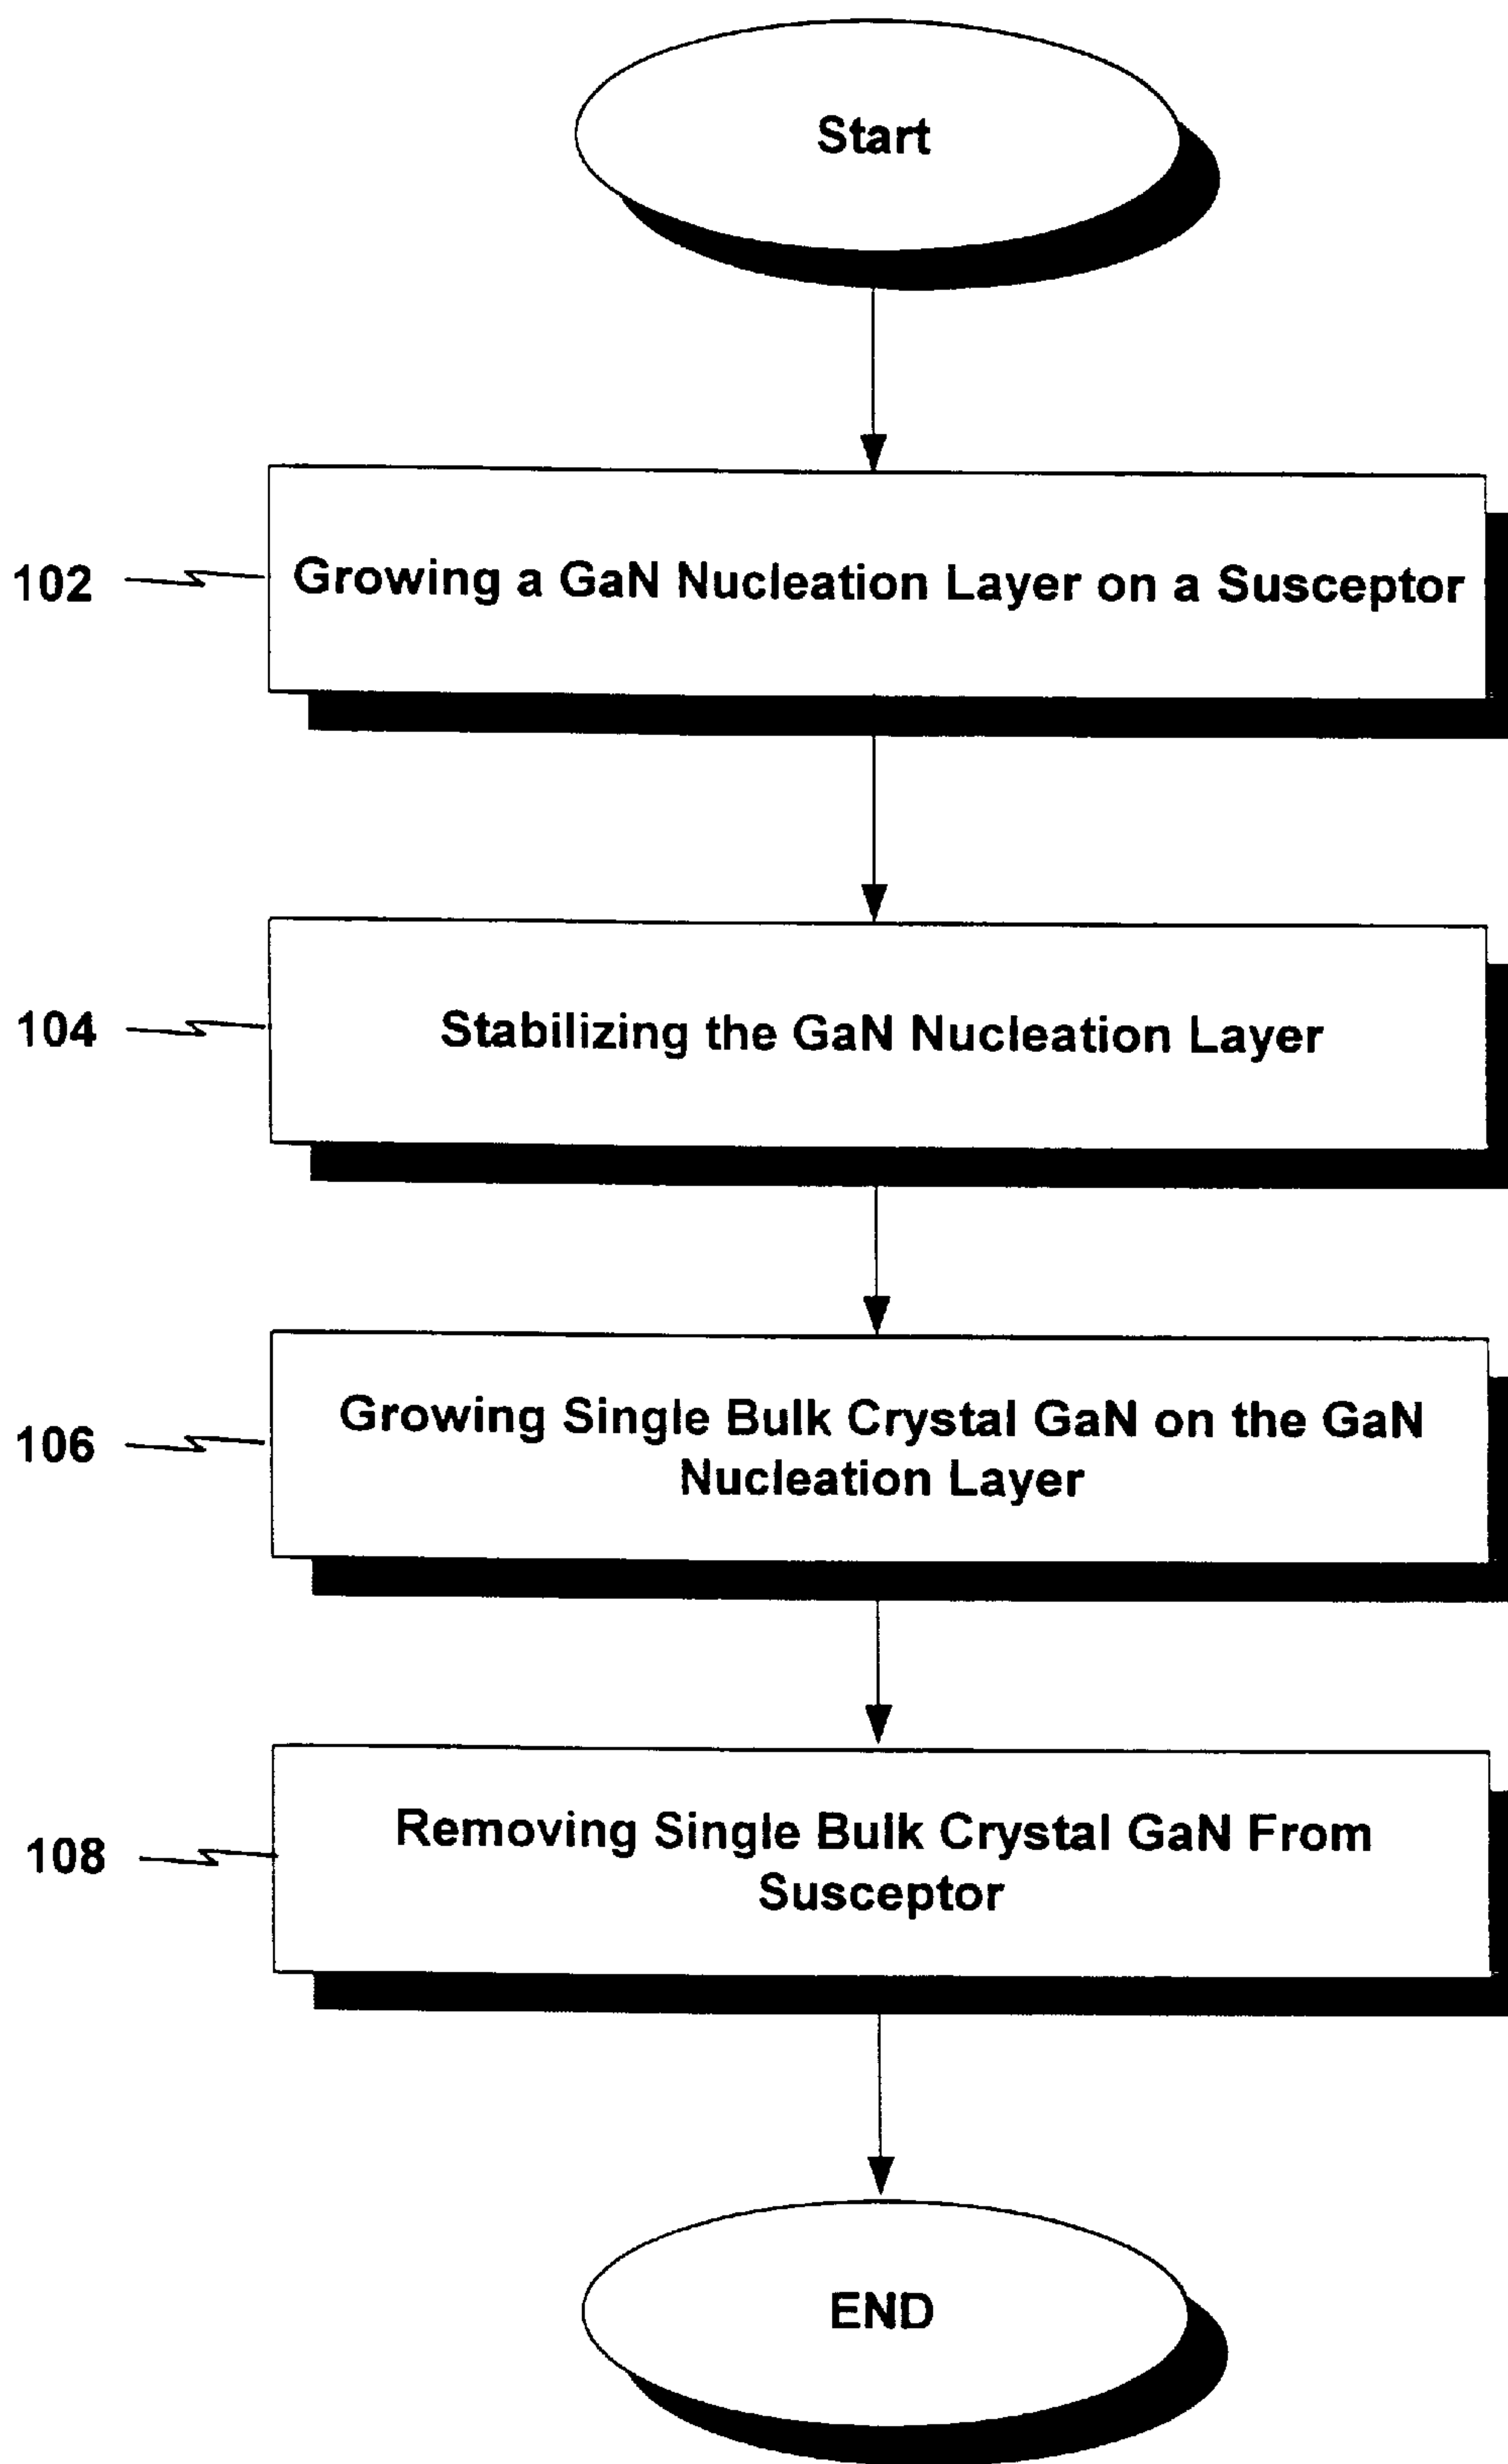 Start
102
Growing a GaN Nucleation Layer on a Susceptor
104
Stabilizing the GaN Nucleation Layer
106
Growing Single Bulk Crystal GaN on the GaN
Nucleation Layer
108
Removing Single Bulk Crystal GaN From
Susceptor
END